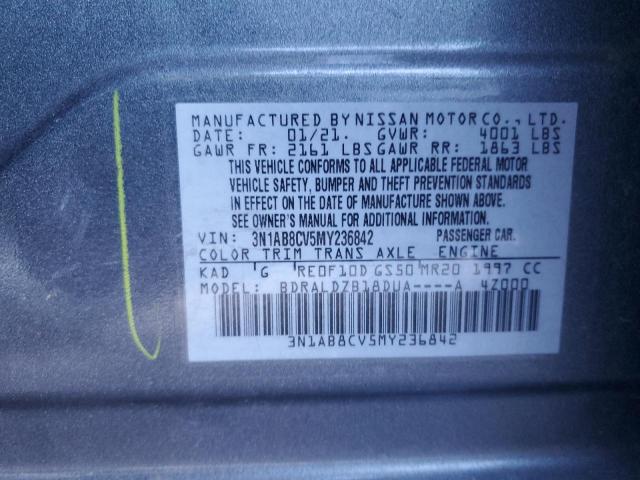 MANUFACTURED BY NISSAN MOTOR CO., LTD.
DATE: 01/21. GVWR: 4001 LBS
GAWR FR: 2161 LBS GAWR RR: 1863 LBS
THIS VEHICLE CONFORMS TO ALL APPLICABLE FEDERAL MOTOR
VEHICLE SAFETY, BUMPER AND THEFT PREVENTION STANDARDS
IN EFFECT ON THE DATE OF MANUFACTURE SHOWN ABOVE.
SEE OWNER'S MANUAL FOR ADDITIONAL INFORMATION.
VIN: 3N1AB8CV5MY236842 PASSENGER CAR.
COLOR TRIM TRANS AXLE ENGINE
KAD G RE0F10D GS50 MR20 1997 CC
MODEL: BDRALDZB18DUA----A 4Z000
3N1AB8CV5MY236842